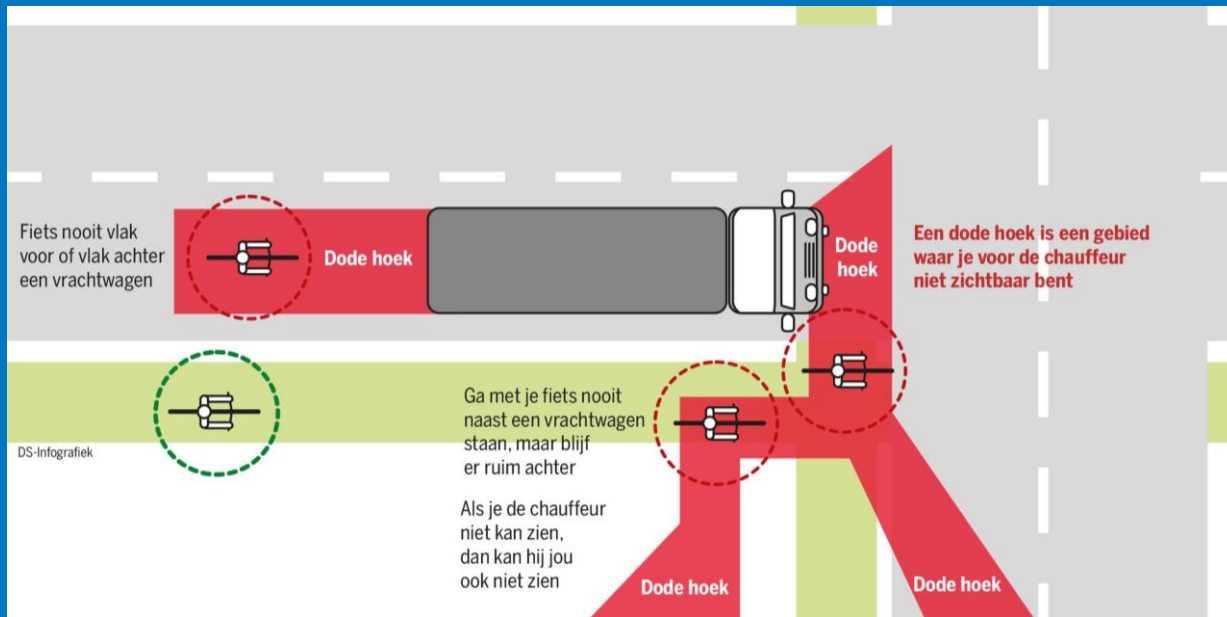 Fiets nooit vlak
voor of vlak achter
een vrachtwagen
Dode hoek
Dode
hoek
Een dode hoek is een gebied
waar je voor de chauffeur
niet zichtbaar bent
DS-Infografiek
Ga met je fiets nooit
naast een vrachtwagen
staan, maar blijf
er ruim achter
Als je de chauffeur
niet kan zien,
dan kan hij jou
ook niet zien
Dode hoek
Dode hoek